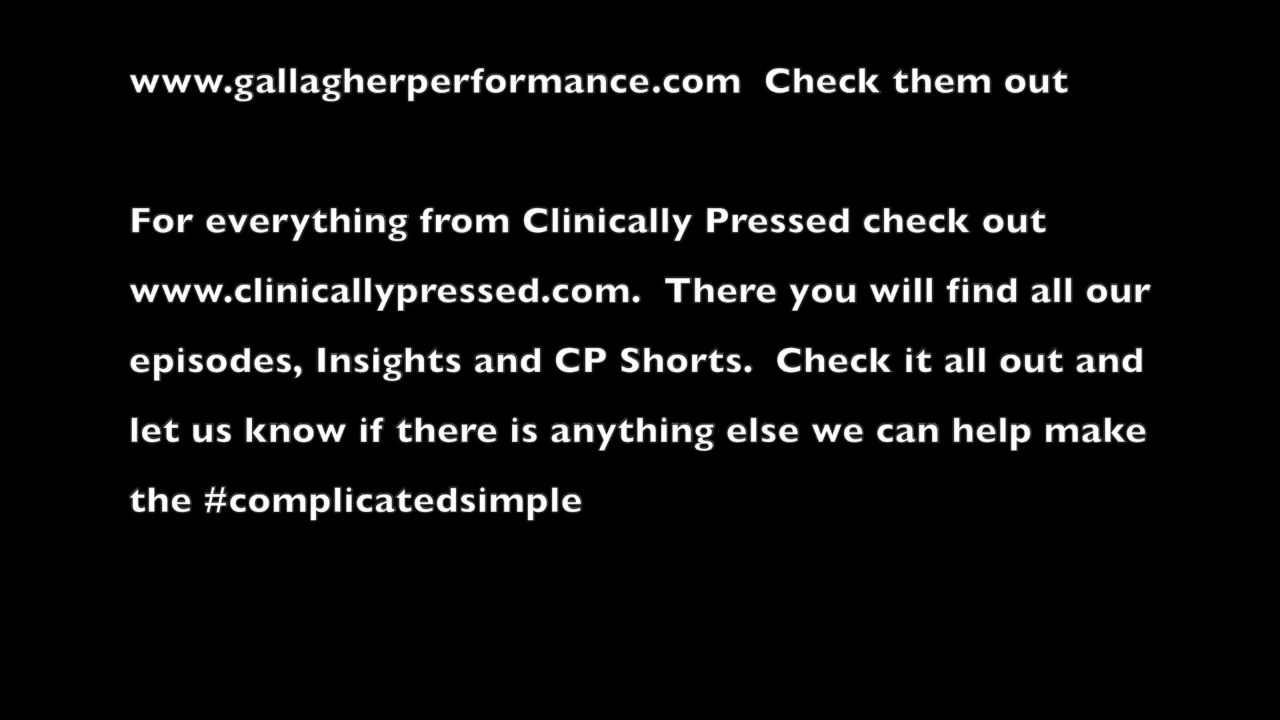 www.gallagherperformance.com  Check them out
For everything from Clinically Pressed check out
www.clinicallypressed.com.  There you will find all our
episodes, Insights and CP Shorts.  Check it all out and
let us know if there is anything else we can help make
the #complicatedsimple